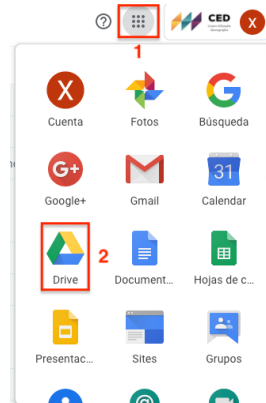 CED
X
1
X
Cuenta
Fotos
Búsqueda
G+
31
Google+
Gmail
Calendar
2
Drive
Document...
Hojas de c...
Presentac...
Sites
Grupos